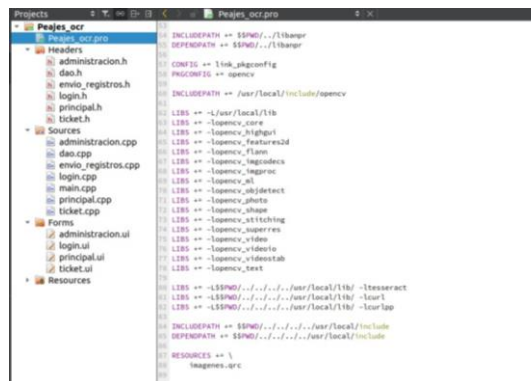 Projects
Peajes_ocr.pro
Peajes_ocr
Peajes_ocr.pro
Headers
administracion.h
dao.h
envio_registros.h
login.h
principal.h
ticket.h
Sources
administracion.cpp
dao.cpp
envio_registros.cpp
login.cpp
main.cpp
principal.cpp
ticket.cpp
Forms
administracion.ui
login.ui
principal.ui
ticket.ui
Resources
INCLUDEPATH += $$PWD/../libanpr
DEPENDPATH += $$PWD/../libanpr
CONFIG += link_pkgconfig
PKGCONFIG += opencv
INCLUDEPATH += /usr/local/include/opencv
LIBS += -L/usr/local/lib
LIBS += -lopencv_core
LIBS += -lopencv_highgui
LIBS += -lopencv_features2d
LIBS += -lopencv_flann
LIBS += -lopencv_imgcodecs
LIBS += -lopencv_imgproc
LIBS += -lopencv_ml
LIBS += -lopencv_objdetect
LIBS += -lopencv_photo
LIBS += -lopencv_shape
LIBS += -lopencv_stitching
LIBS += -lopencv_superres
LIBS += -lopencv_video
LIBS += -lopencv_videoio
LIBS += -lopencv_videostab
LIBS += -lopencv_text
LIBS += -L$$PWD/../../../../usr/local/lib/ -ltesseract
LIBS += -L$$PWD/../../../../usr/local/lib/ -lcurl
LIBS += -L$$PWD/../../../../usr/local/lib/ -lcurlpp
INCLUDEPATH += $$PWD/../../../../usr/local/include
DEPENDPATH += $$PWD/../../../../usr/local/include
RESOURCES += \
imagenes.qrc